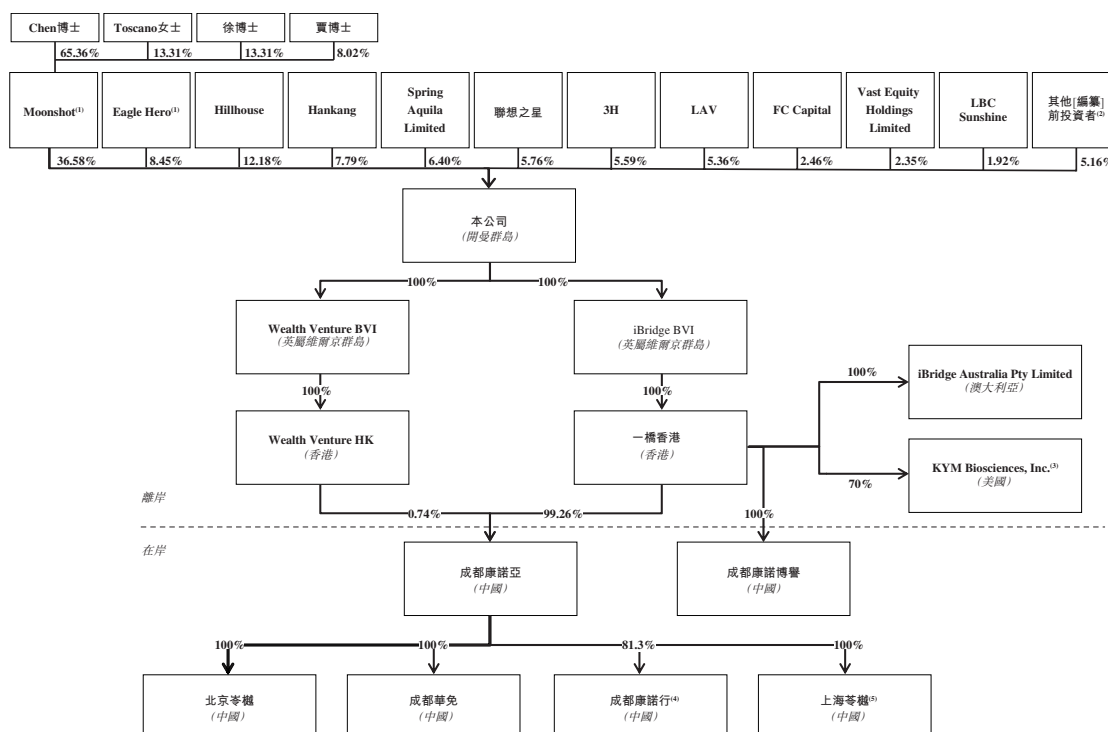 Chen博士
Toscano女士
徐博士
賈博士
65.36%
13.31%
13.31%
8.02%
Moonshot(1)
Eagle Hero(1)
Hillhouse
Hankang
Spring
Aquila
Limited
聯想之星
3H
LAV
FC Capital
Vast Equity
Holdings
Limited
LBC
Sunshine
其他[編纂]
前投資者(2)
36.58%
8.45%
12.18%
7.79%
6.40%
5.76%
5.59%
5.36%
2.46%
2.35%
1.92%
5.16%
本公司
(開曼群島)
100%
100%
Wealth Venture BVI
(英屬維爾京群島)
iBridge BVI
(英屬維爾京群島)
100%
iBridge Australia Pty Limited
(澳大利亞)
100%
100%
Wealth Venture HK
(香港)
一橋香港
(香港)
KYM Biosciences, Inc.(3)
(美國)
70%
離岸
0.74%
99.26%
100%
在岸
成都康諾亞
(中國)
成都康諾博譽
(中國)
100%
100%
81.3%
100%
北京岺樾
(中國)
成都華免
(中國)
成都康諾行(4)
(中國)
上海苓樾(5)
(中國)